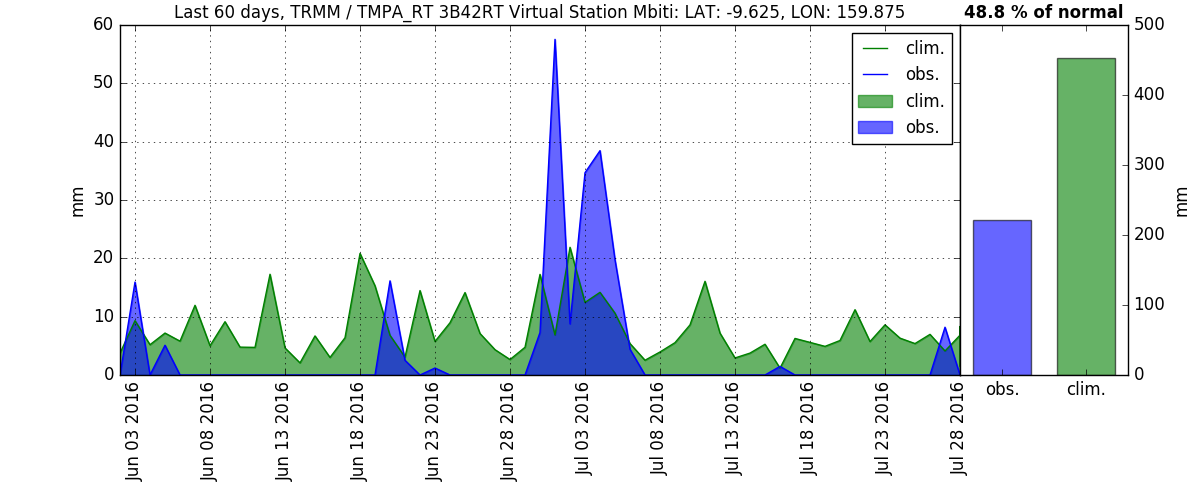 Last 60 days, TRMM / TMPA_RT 3B42RT Virtual Station Mbiti: LAT: -9.625, LON: 159.875
48.8 % of normal
60
50
40
30
20
10
0
mm
clim.
obs.
clim.
obs.
Jun 03 2016
Jun 08 2016
Jun 13 2016
Jun 18 2016
Jun 23 2016
Jun 28 2016
Jul 03 2016
Jul 08 2016
Jul 13 2016
Jul 18 2016
Jul 23 2016
Jul 28 2016
500
400
300
200
100
0
mm
obs.
clim.